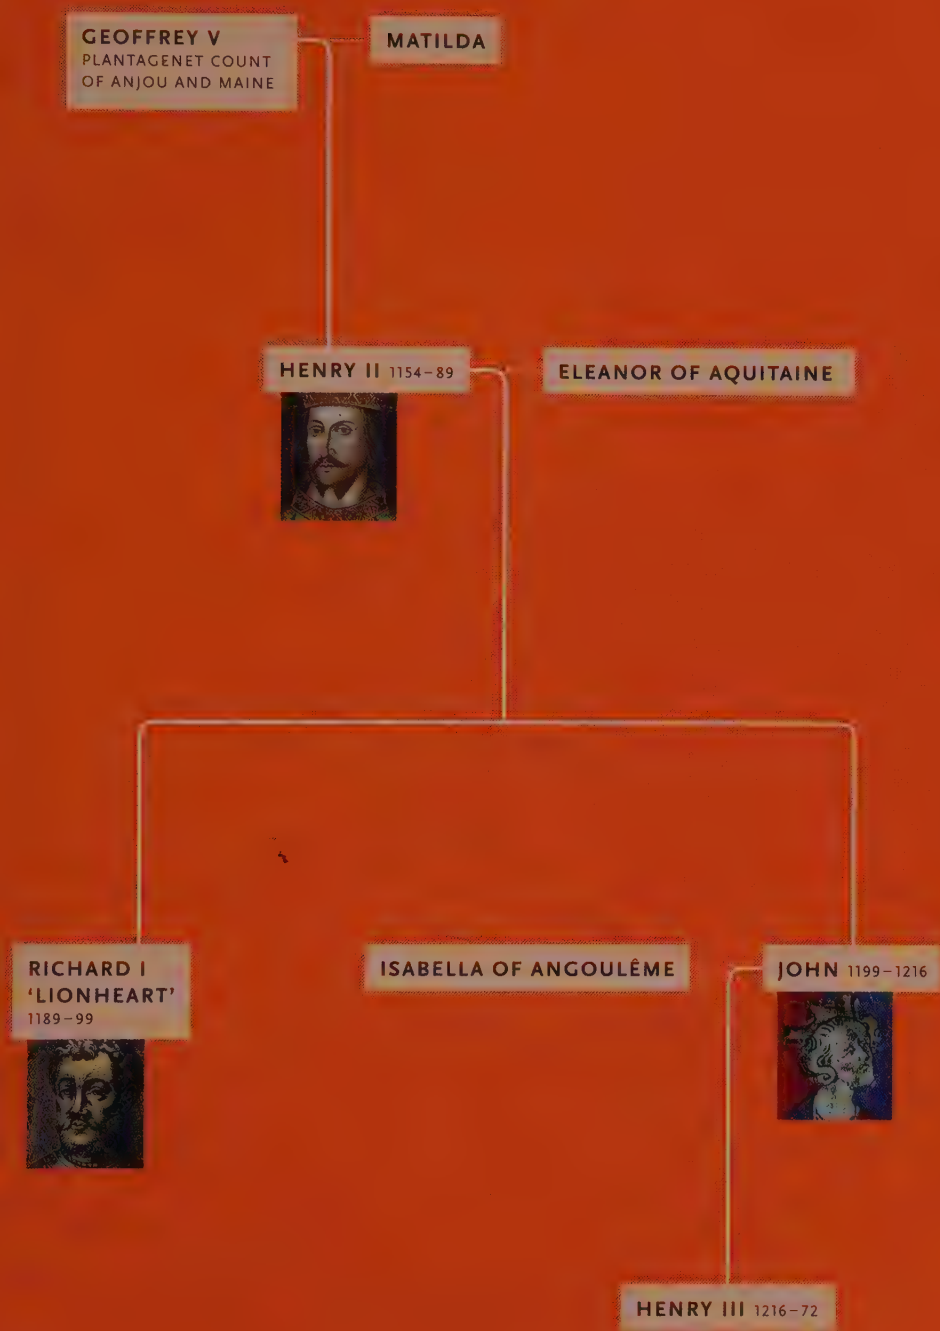 GEOFFREY V
PLANTAGENET COUNT
OF ANJOU AND MAINE
MATILDA
HENRY II 1154–89
ELEANOR OF AQUITAINE
RICHARD I
‘LIONHEART’
1189–99
ISABELLA OF ANGOULÊME
JOHN 1199–1216
HENRY III 1216–72